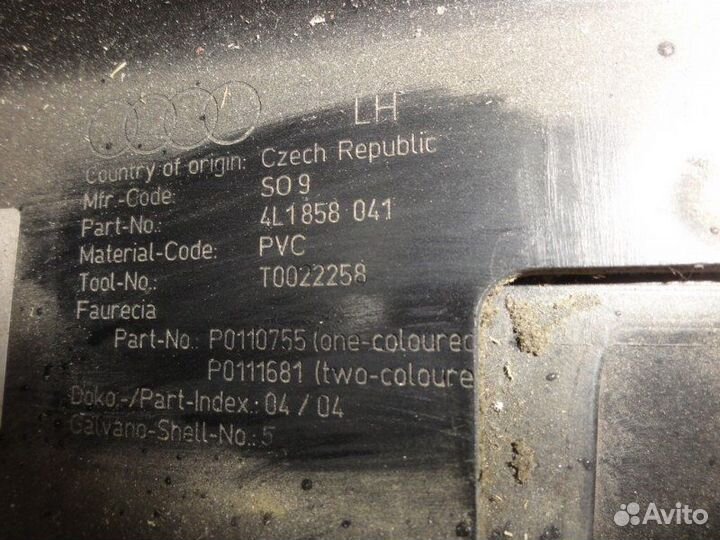 LH
Country of origin: Czech Republic
Mfr.-Code: SO 9
Part-No.: 4L1 858 041
Material-Code: PVC
Tool-No.: T0022258
Faurecia
Part-No.: P0110755 (one-coloured
P0111681 (two-coloure
Doko.-/Part-Index.: 04 / 04
Galvano-Shell-No.: 5
Avito